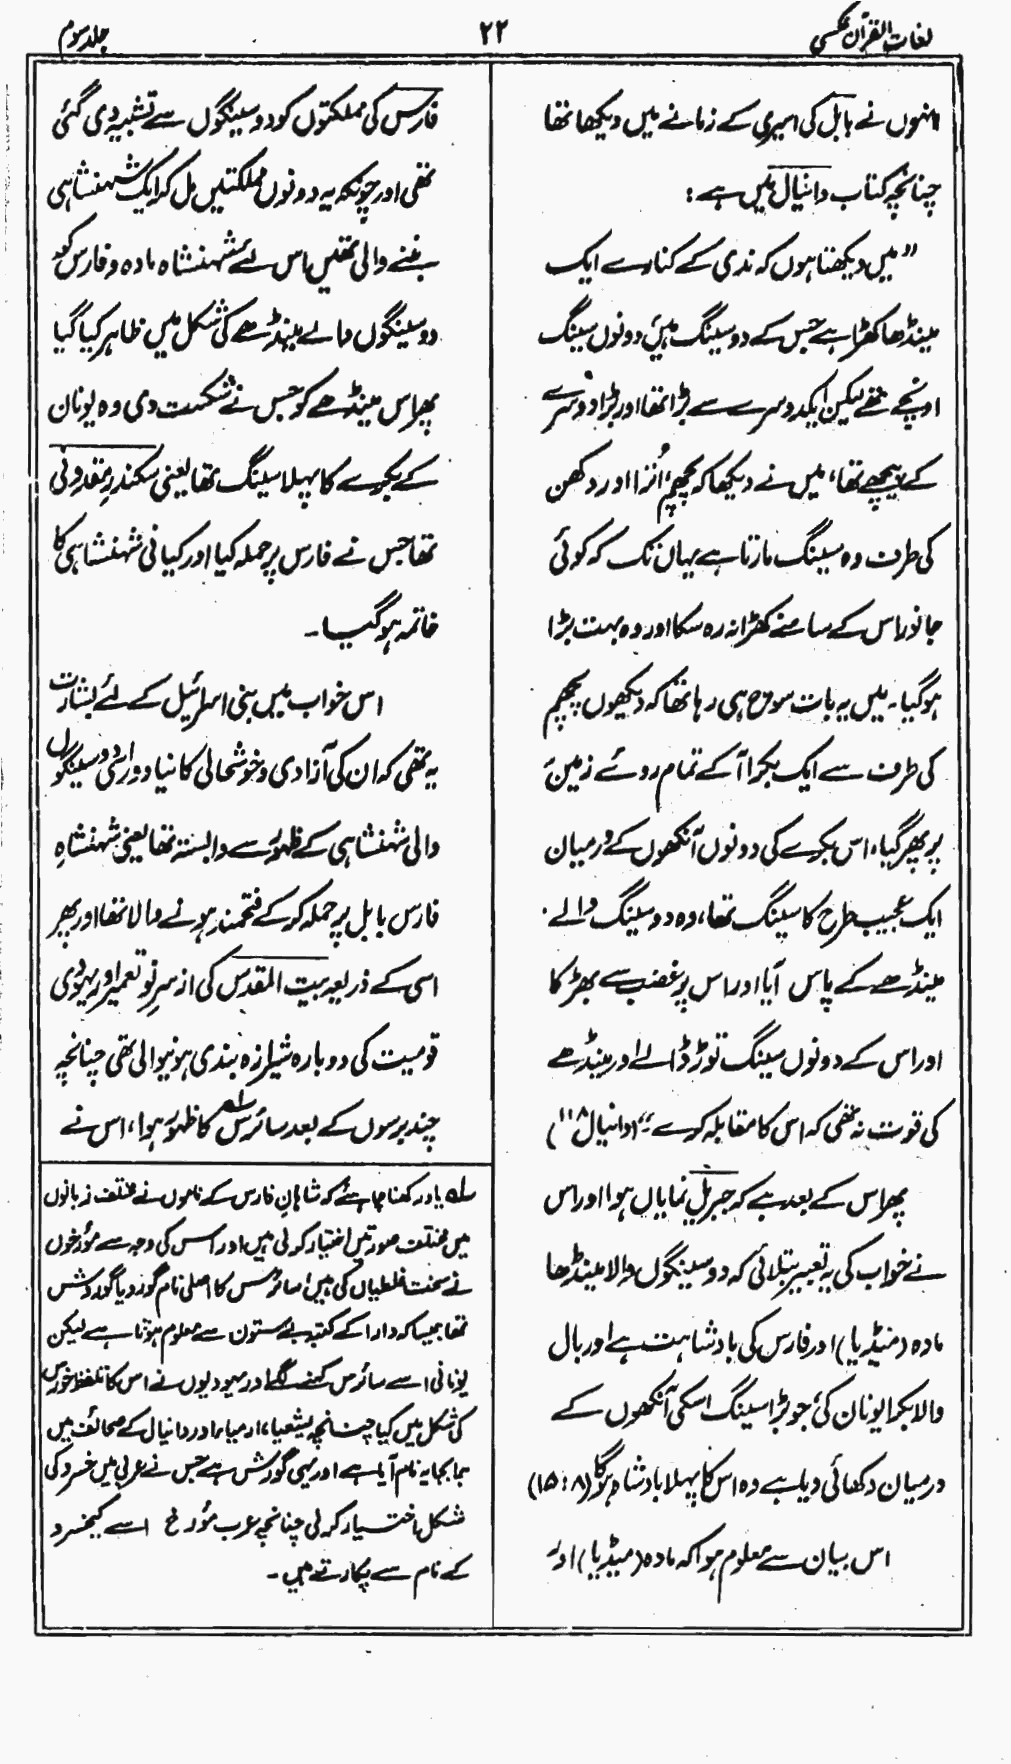 لغات القرآن عکسی
۲۲
جلد سوم
انہوں نے بابل کی اسیری کے زمانے میں دیکھا تھا
چنانچہ کتاب دانیال میں ہے :
”میں دیکھتا ہوں کہ ندی کے کنارے ایک
مینڈھا کھڑا ہے جس کے دو سینگ ہیں دونوں سینگ
اونچے تھے لیکن ایک دوسرے سے بڑا تھا اور بڑا دوسرے
کے پیچھے تھا، میں نے دیکھا کہ پچھم، اُتر اور دکھن
کی طرف وہ سینگ مارتا ہے یہاں تک کہ کوئی
جانور اس کے سامنے کھڑا نہ رہ سکا اور وہ بہت بڑا
ہوگیا۔ میں یہ بات سوچ ہی رہا تھا کہ دیکھوں پچھم
کی طرف سے ایک بکرا آکے تمام روئے زمین
پر پھر گیا، اس بکرے کی دونوں آنکھوں کے درمیان
ایک عجیب طرح کا سینگ تھا، وہ دو سینگ والے
مینڈھے کے پاس آیا اور اس پر غضب سے بھڑکا
اور اس کے دونوں سینگ توڑ ڈالے اور مینڈھے
کی قوت نہ تھی کہ اس کا مقابلہ کرے“ (دانیال ۸:۱)
پھر اس کے بعد ہے کہ جبریل نمایاں ہوا اور اس
نے خواب کی یہ تعبیر بتلائی کہ دو سینگوں والا مینڈھا
مادہ (میڈیا) اور فارس کی بادشاہت ہے اور بال
والا بکرا یونان کی، جو بڑا سینگ اسکی آنکھوں کے
درمیان دکھائی دیا ہے وہ اس کا پہلا بادشاہ ہوگا (۱۵:۸)
اس بیان سے معلوم ہوا کہ مادہ (میڈیا) اور
فارس کی مملکتوں کو دو سینگوں سے تشبیہ دی گئی
تھی اور چونکہ یہ دونوں مملکتیں مل کر ایک شہنشاہی
بننے والی تھیں اس لئے شہنشاہ مادہ و فارس کو
دو سینگوں والے مینڈھے کی شکل میں ظاہر کیا گیا
پھر اس مینڈھے کو جس نے شکست دی وہ یونان
کے بکرے کا پہلا سینگ تھا یعنی سکندر مقدونی
تھا جس نے فارس پر حملہ کیا اور کیانی شہنشاہی کا
خاتمہ ہو گیا۔
اس خواب میں بنی اسرائیل کے لئے بشارت
یہ تھی کہ ان کی آزادی و خوشحالی کا نیا دور اسی دو سینگوں
والی شہنشاہی کے ظہور سے وابستہ تھا یعنی شہنشاہِ
فارس بابل پر حملہ کر کے فتحمند ہونے والا تھا اور پھر
اسی کے ذریعہ بیت المقدس کی از سرِ نو تعمیر اور یہودی
قومیت کی دوبارہ شیرازہ بندی ہونیوالی تھی چنانچہ
چند برسوں کے بعد سائرس لہ کا ظہور ہوا، اس نے
لہ یاد رکھنا چاہئے کہ شاہانِ فارس کے ناموں نے مختلف زبانوں
میں مختلف صورتیں اختیار کر لی ہیں اور اس کی وجہ سے مؤرخوں
نے سخت غلطیاں کی ہیں، سائرس کا اصلی نام گورو یا گوروش
تھا جیسا کہ دارا کے کتبہ بے ستون سے معلوم ہوتا ہے لیکن
یونانی اسے سائرس کہنے لگے اور یہودیوں نے اس کا تلفظ خورس
کی شکل میں کیا چنانچہ یشعیا، ارمیا، اور دانیال کے صحائف میں
جا بجا یہ نام آیا ہے اور یہی گورش ہے جس نے عربی میں خسرو کی
شکل اختیار کر لی چنانچہ عرب مؤرخ اسے کیخسرو
کے نام سے پکارتے ہیں۔